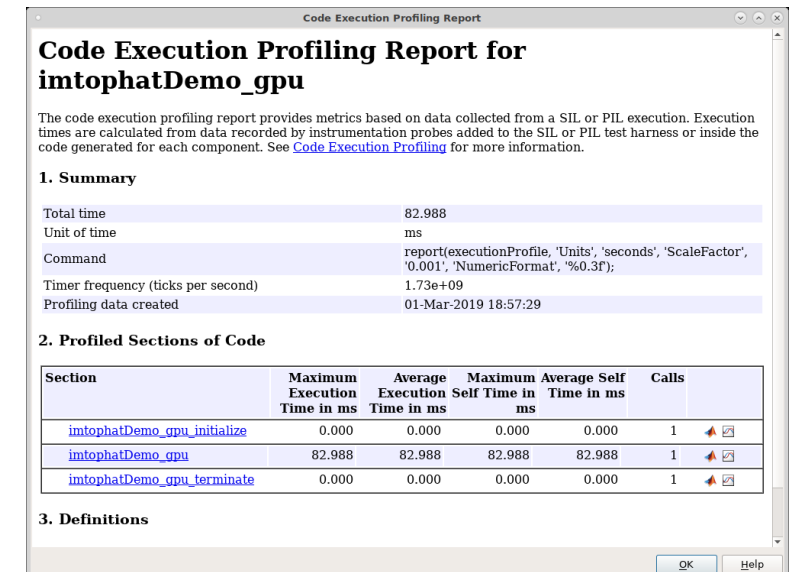 Code Execution Profiling Report
Code Execution Profiling Report for
imtophatDemo_gpu
The code execution profiling report provides metrics based on data collected from a SIL or PIL execution. Execution
times are calculated from data recorded by instrumentation probes added to the SIL or PIL test harness or inside the
code generated for each component. See Code Execution Profiling for more information.
1. Summary
Total time 82.988
Unit of time ms
Command report(executionProfile, 'Units', 'seconds', 'ScaleFactor',
'0.001', 'NumericFormat', '%0.3f');
Timer frequency (ticks per second) 1.73e+09
Profiling data created 01-Mar-2019 18:57:29
2. Profiled Sections of Code
Section Maximum Average Maximum Average Self Calls
Execution Execution Self Time in Time in ms
Time in ms Time in ms ms
imtophatDemo_gpu_initialize 0.000 0.000 0.000 0.000 1
imtophatDemo_gpu 82.988 82.988 82.988 82.988 1
imtophatDemo_gpu_terminate 0.000 0.000 0.000 0.000 1
3. Definitions
OK Help